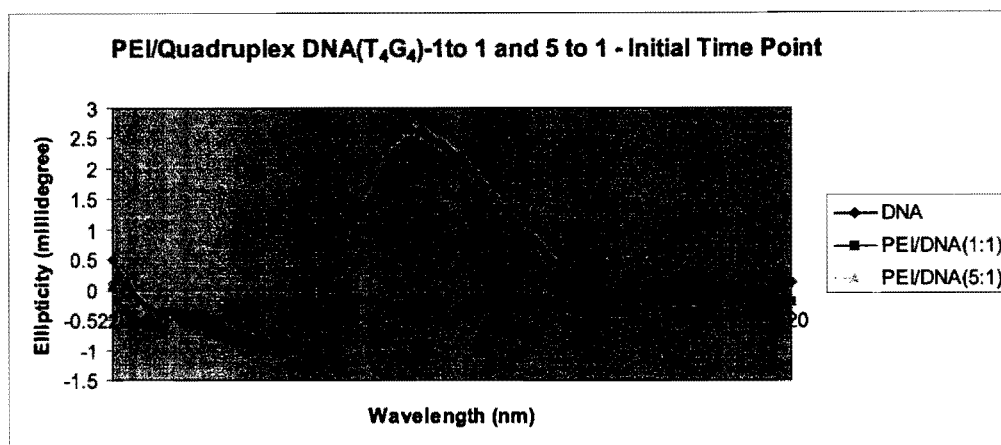 PEI/Quadruplex DNA(T₄G₄)-1to 1 and 5 to 1 - Initial Time Point
Ellipticity (millidegree)
3
2.5
2
1.5
1
0.5
0
-0.5
-1
-1.5
20
Wavelength (nm)
DNA
PEI/DNA(1:1)
PEI/DNA(5:1)